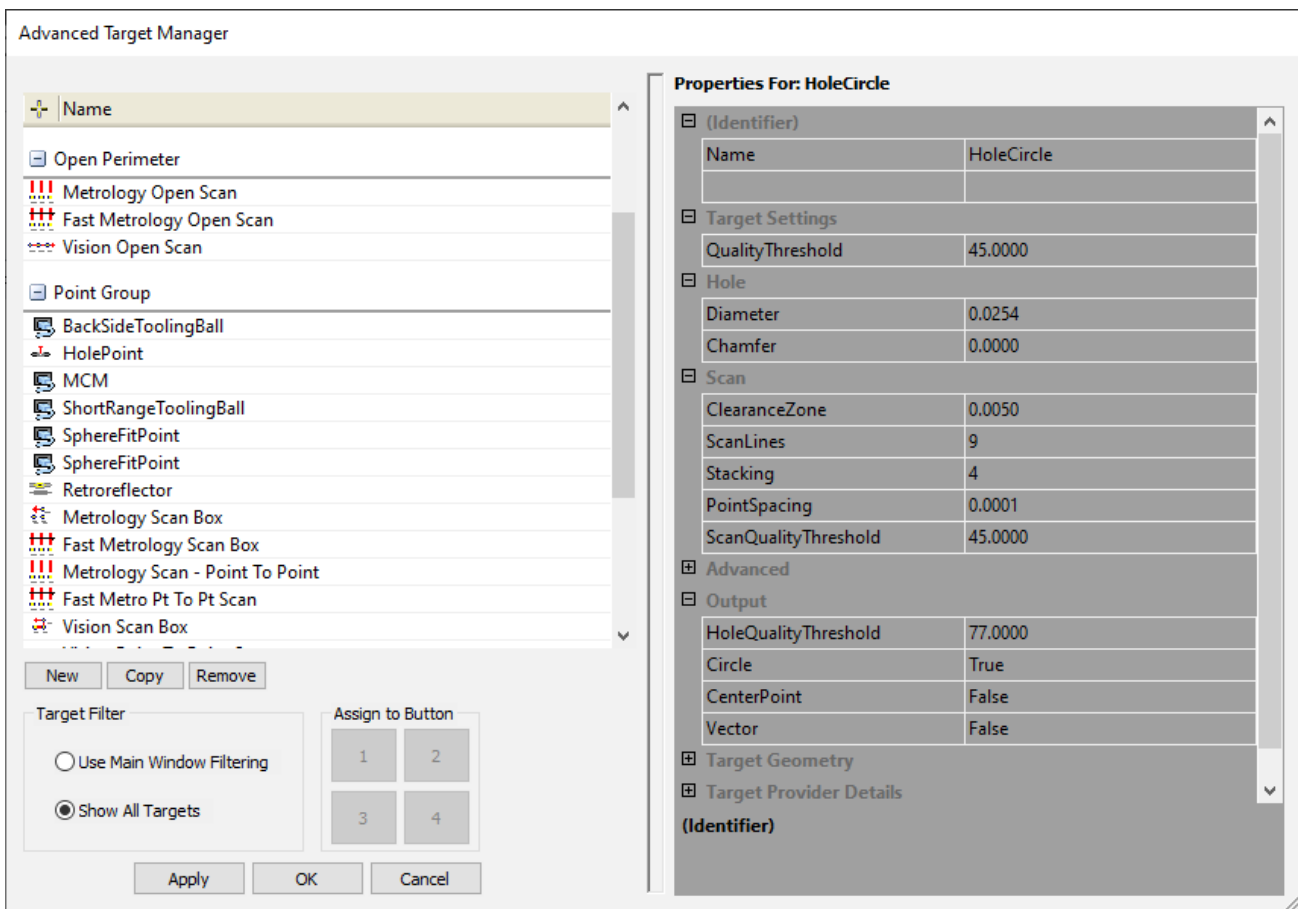 Advanced Target Manager
Name
Open Perimeter
Metrology Open Scan
Fast Metrology Open Scan
Vision Open Scan
Point Group
BackSideToolingBall
HolePoint
MCM
ShortRangeToolingBall
SphereFitPoint
SphereFitPoint
Retroreflector
Metrology Scan Box
Fast Metrology Scan Box
Metrology Scan - Point To Point
Fast Metro Pt To Pt Scan
Vision Scan Box
New Copy Remove
Target Filter
Use Main Window Filtering
Show All Targets
Assign to Button
1 2
3 4
Apply OK Cancel
Properties For: HoleCircle
(Identifier)
Name HoleCircle
Target Settings
QualityThreshold 45.0000
Hole
Diameter 0.0254
Chamfer 0.0000
Scan
ClearanceZone 0.0050
ScanLines 9
Stacking 4
PointSpacing 0.0001
ScanQualityThreshold 45.0000
Advanced
Output
HoleQualityThreshold 77.0000
Circle True
CenterPoint False
Vector False
Target Geometry
Target Provider Details
(Identifier)